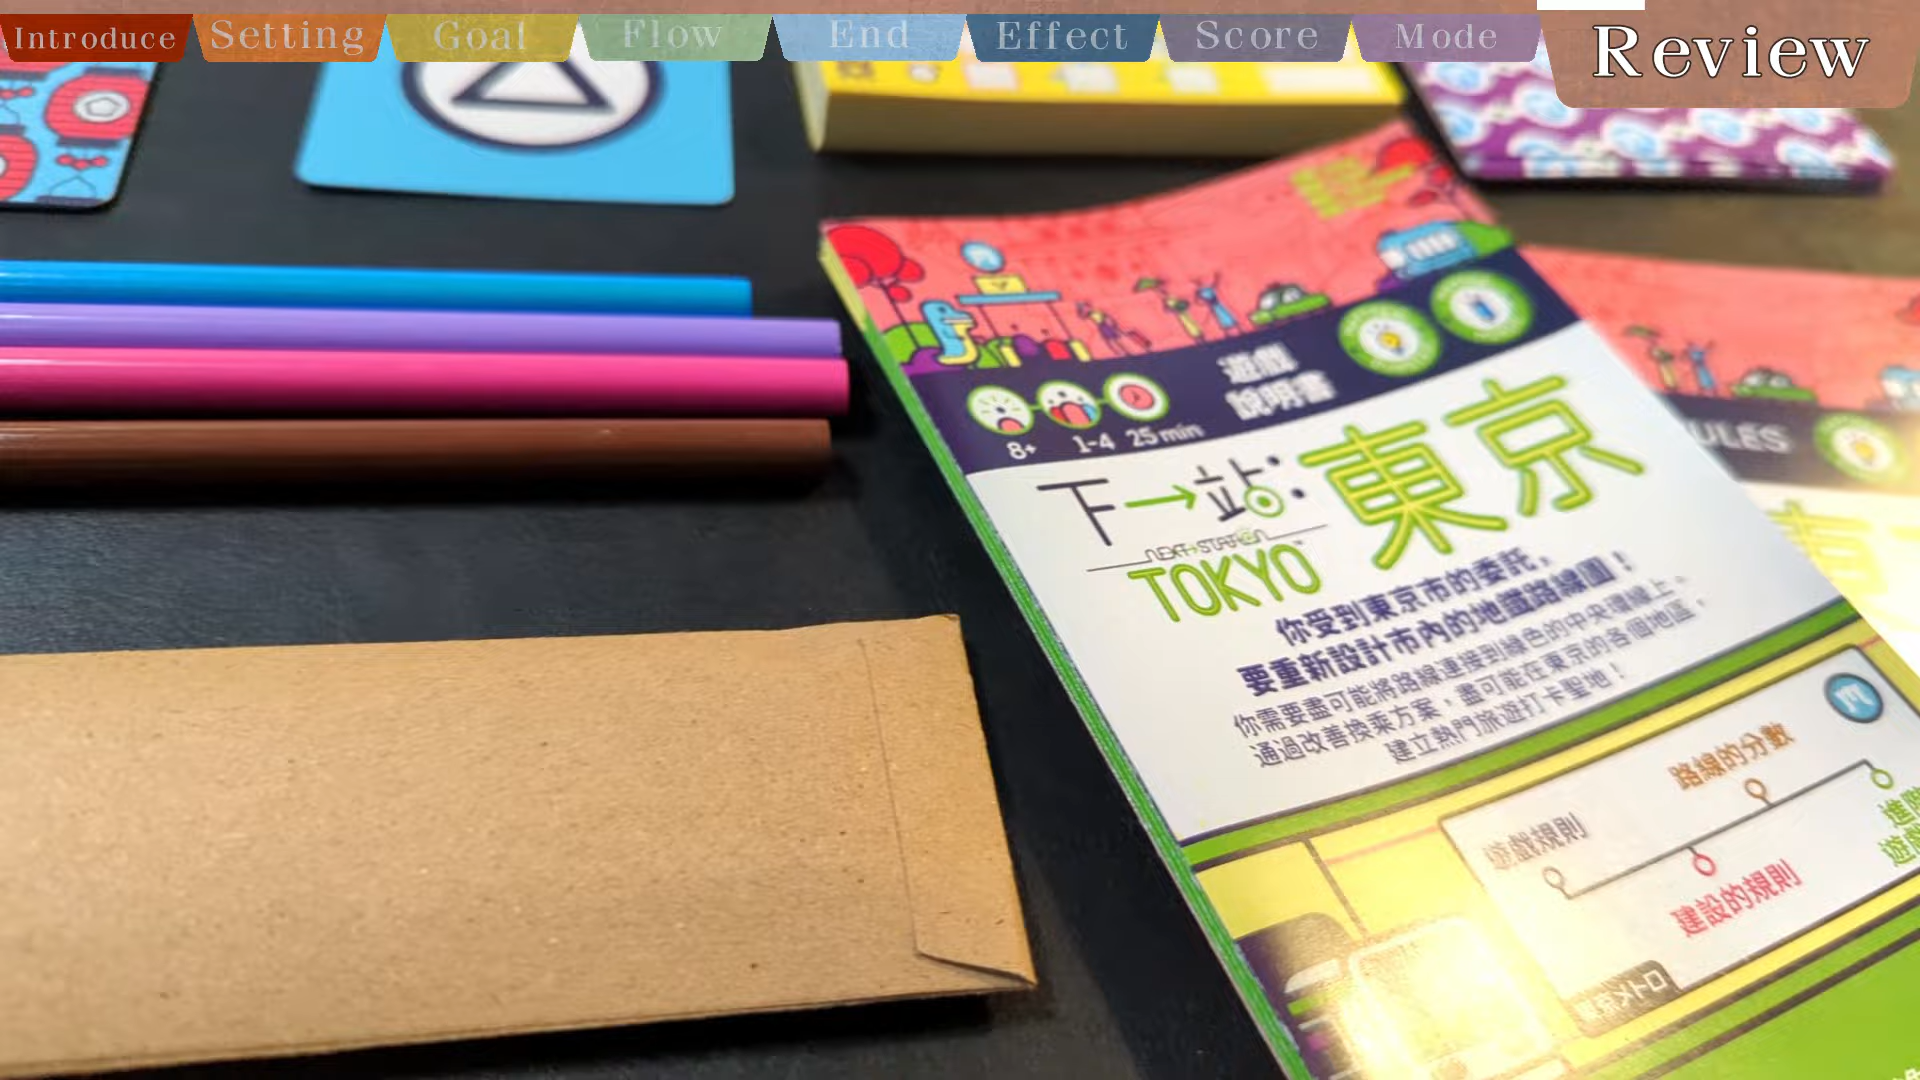 Introduce
Setting
Goal
Flow
End
Effect
Score
Mode
Review
遊戲
說明書
8+
1-4
25 min
下一站:東京
NEXT STATION
TOKYO
你受到東京市的委託,
要重新設計市內的地鐵路線圖!
你需要盡可能將路線連接到綠色的中央環線上。
通過改善換乘方案,盡可能在東京的各個地區,
建立熱門旅遊打卡聖地!
ULES
路線的分數
遊戲規則
建設的規則